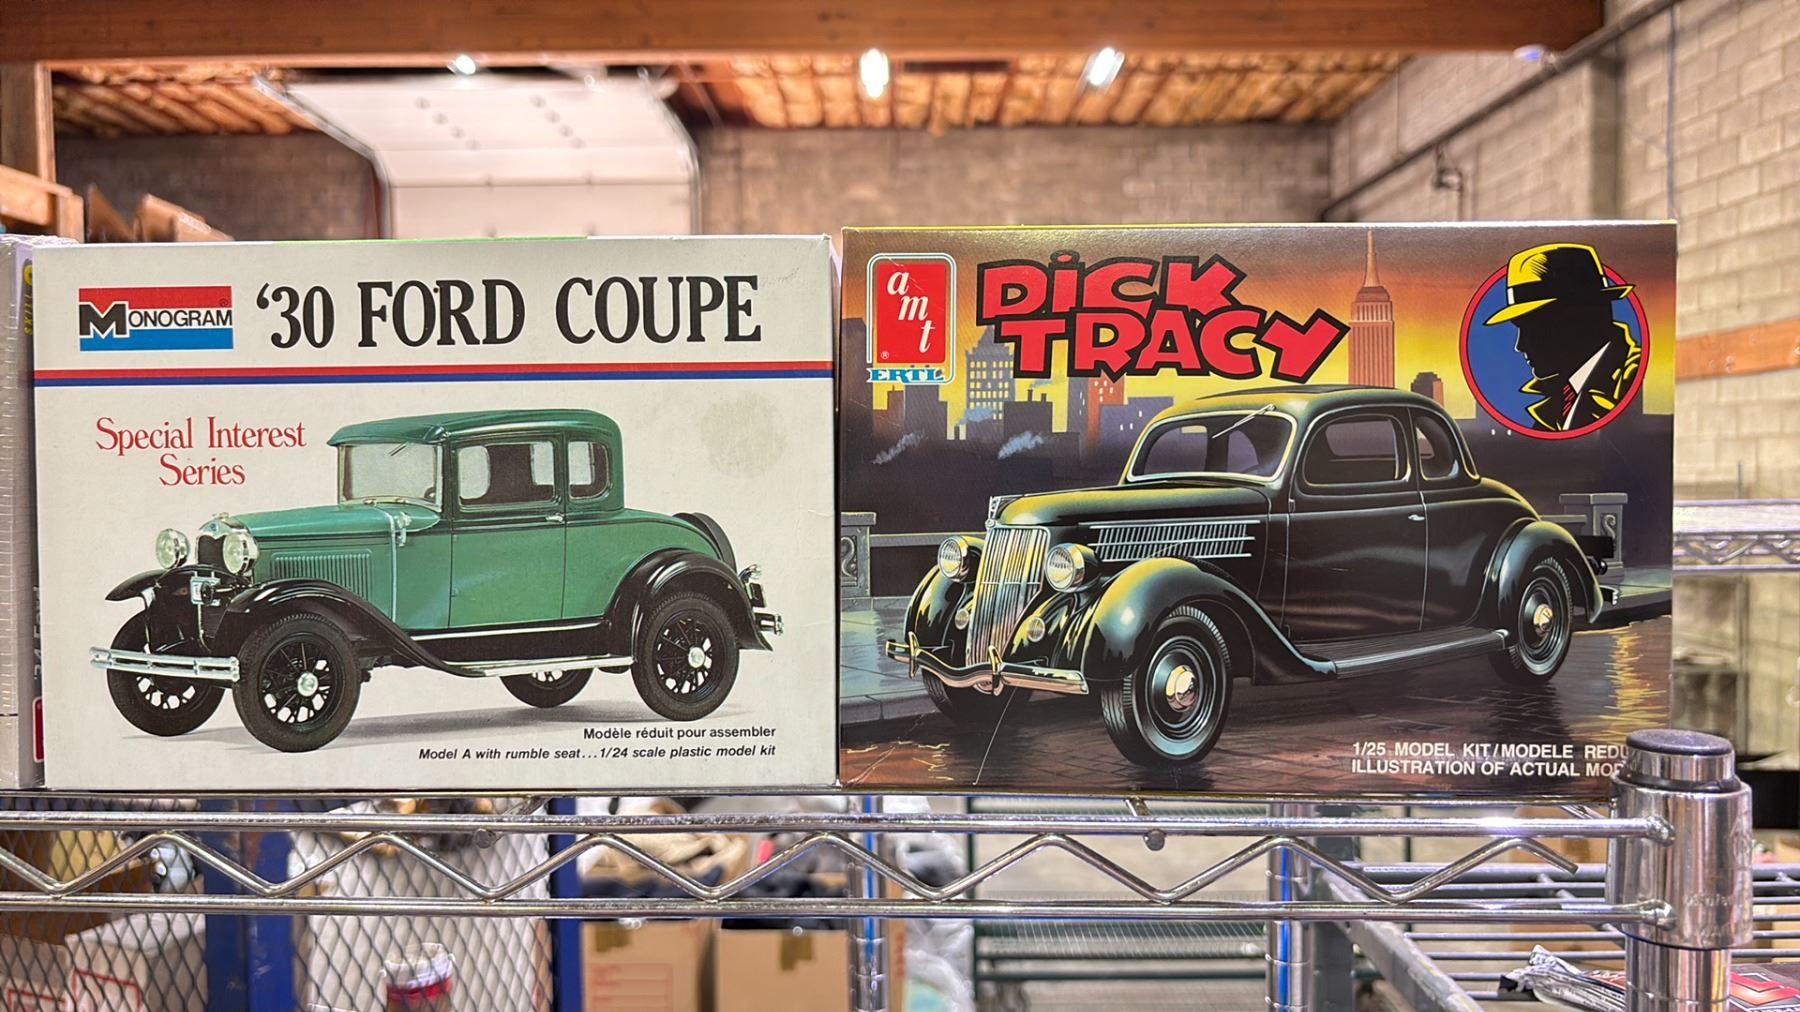 MONOGRAM
'30 FORD COUPE
Special Interest
Series
Modèle réduit pour assembler
Model A with rumble seat...1/24 scale plastic model kit
amt
ERTL
DiCK
TRACY
1/25 MODEL KIT/MODELE
ILLUSTRATION OF ACTUAL